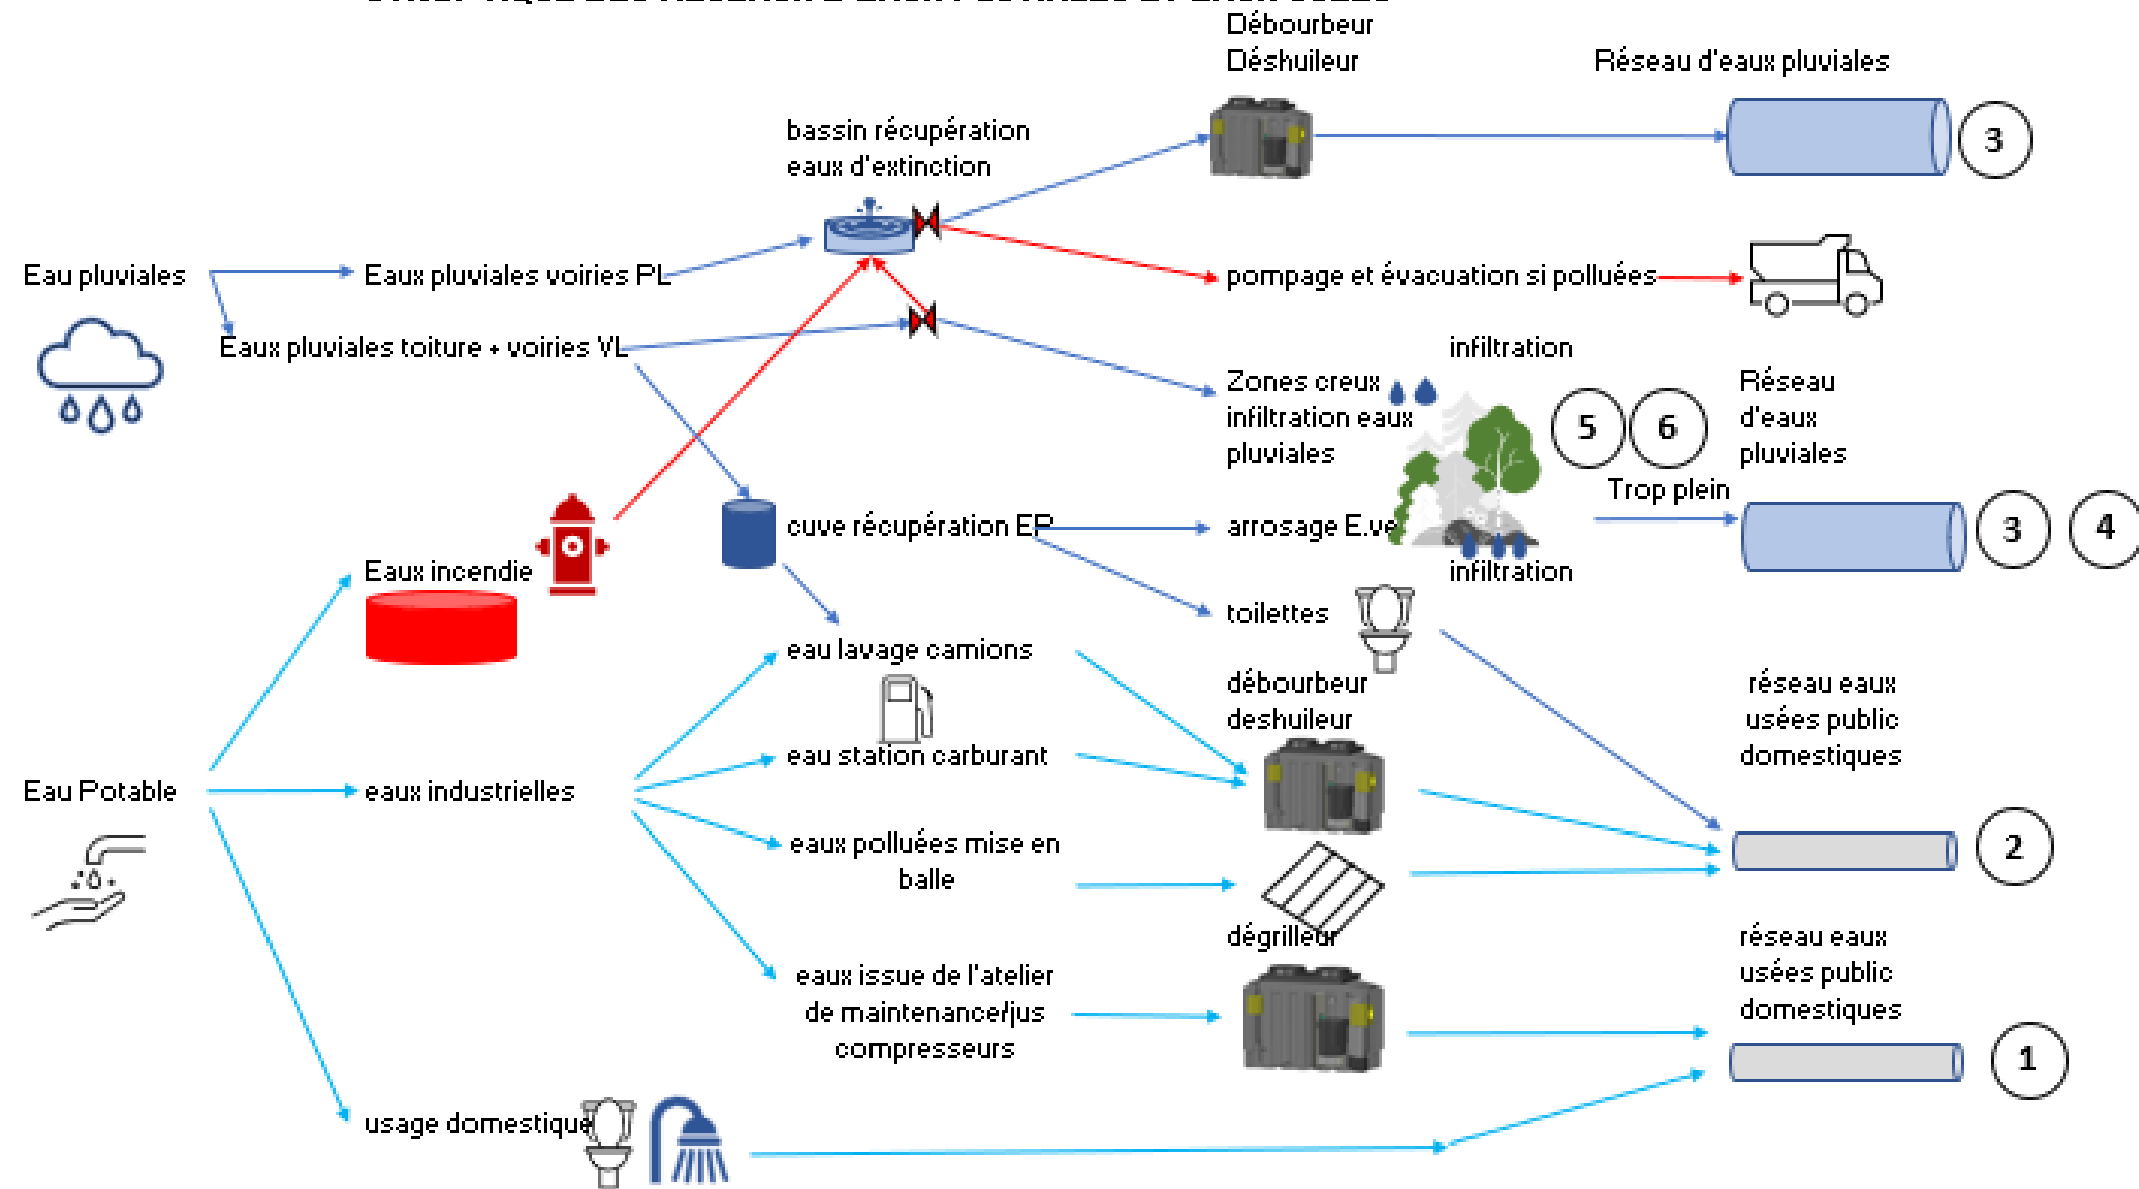 Débourbeur
Déshuileur
Réseau d'eaux pluviales
bassin récupération
eaux d'extinction
3
Eau pluviales
Eaux pluviales voiries PL
pompage et évacuation si polluées
Eaux pluviales toiture + voiries VL
infiltration
Zones creux
infiltration eaux
pluviales
5
6
Réseau
d'eaux
pluviales
Trop plein
cuve récupération EP
arrosage E.ve
3
4
Eaux incendie
infiltration
toilettes
eau lavage camions
débourbeur
deshuileur
réseau eaux
usées public
domestiques
eau station carburant
Eau Potable
eaux industrielles
eaux polluées mise en
balle
2
dégrilleur
réseau eaux
usées public
domestiques
eaux issue de l'atelier
de maintenance/jus
compresseurs
1
usage domestique